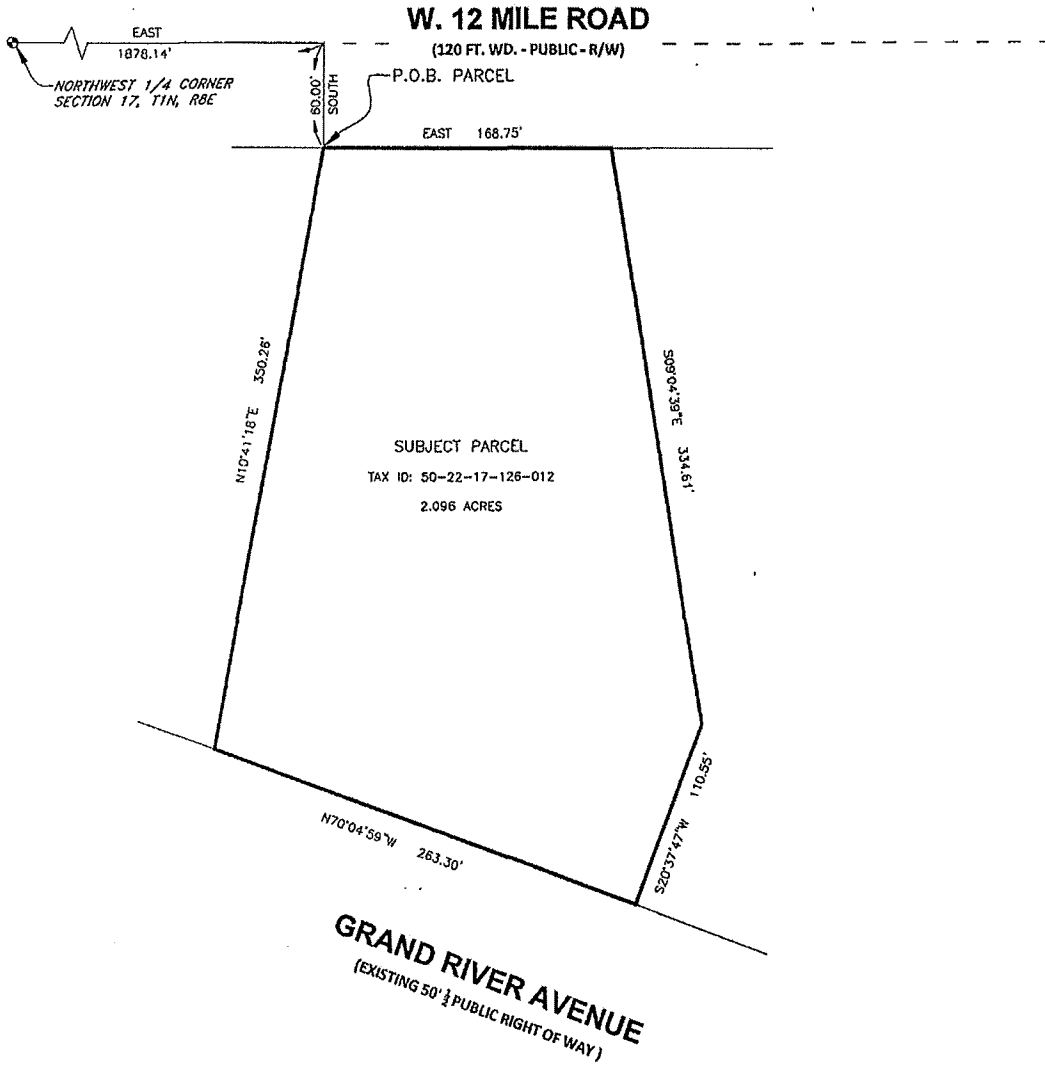 W. 12 MILE ROAD
(120 FT. WD. - PUBLIC - R/W)
EAST
1878.14'
NORTHWEST 1/4 CORNER
SECTION 17, T1N, R8E
60.00'
SOUTH
P.O.B. PARCEL
EAST 168.75'
N10°41'18"E 350.26'
S09°04'39"E 334.61'
SUBJECT PARCEL
TAX ID: 50-22-17-126-012
2.096 ACRES
N70°04'59"W 263.30'
S20°37'47"W 110.55'
GRAND RIVER AVENUE
(EXISTING 50' ½ PUBLIC RIGHT OF WAY)